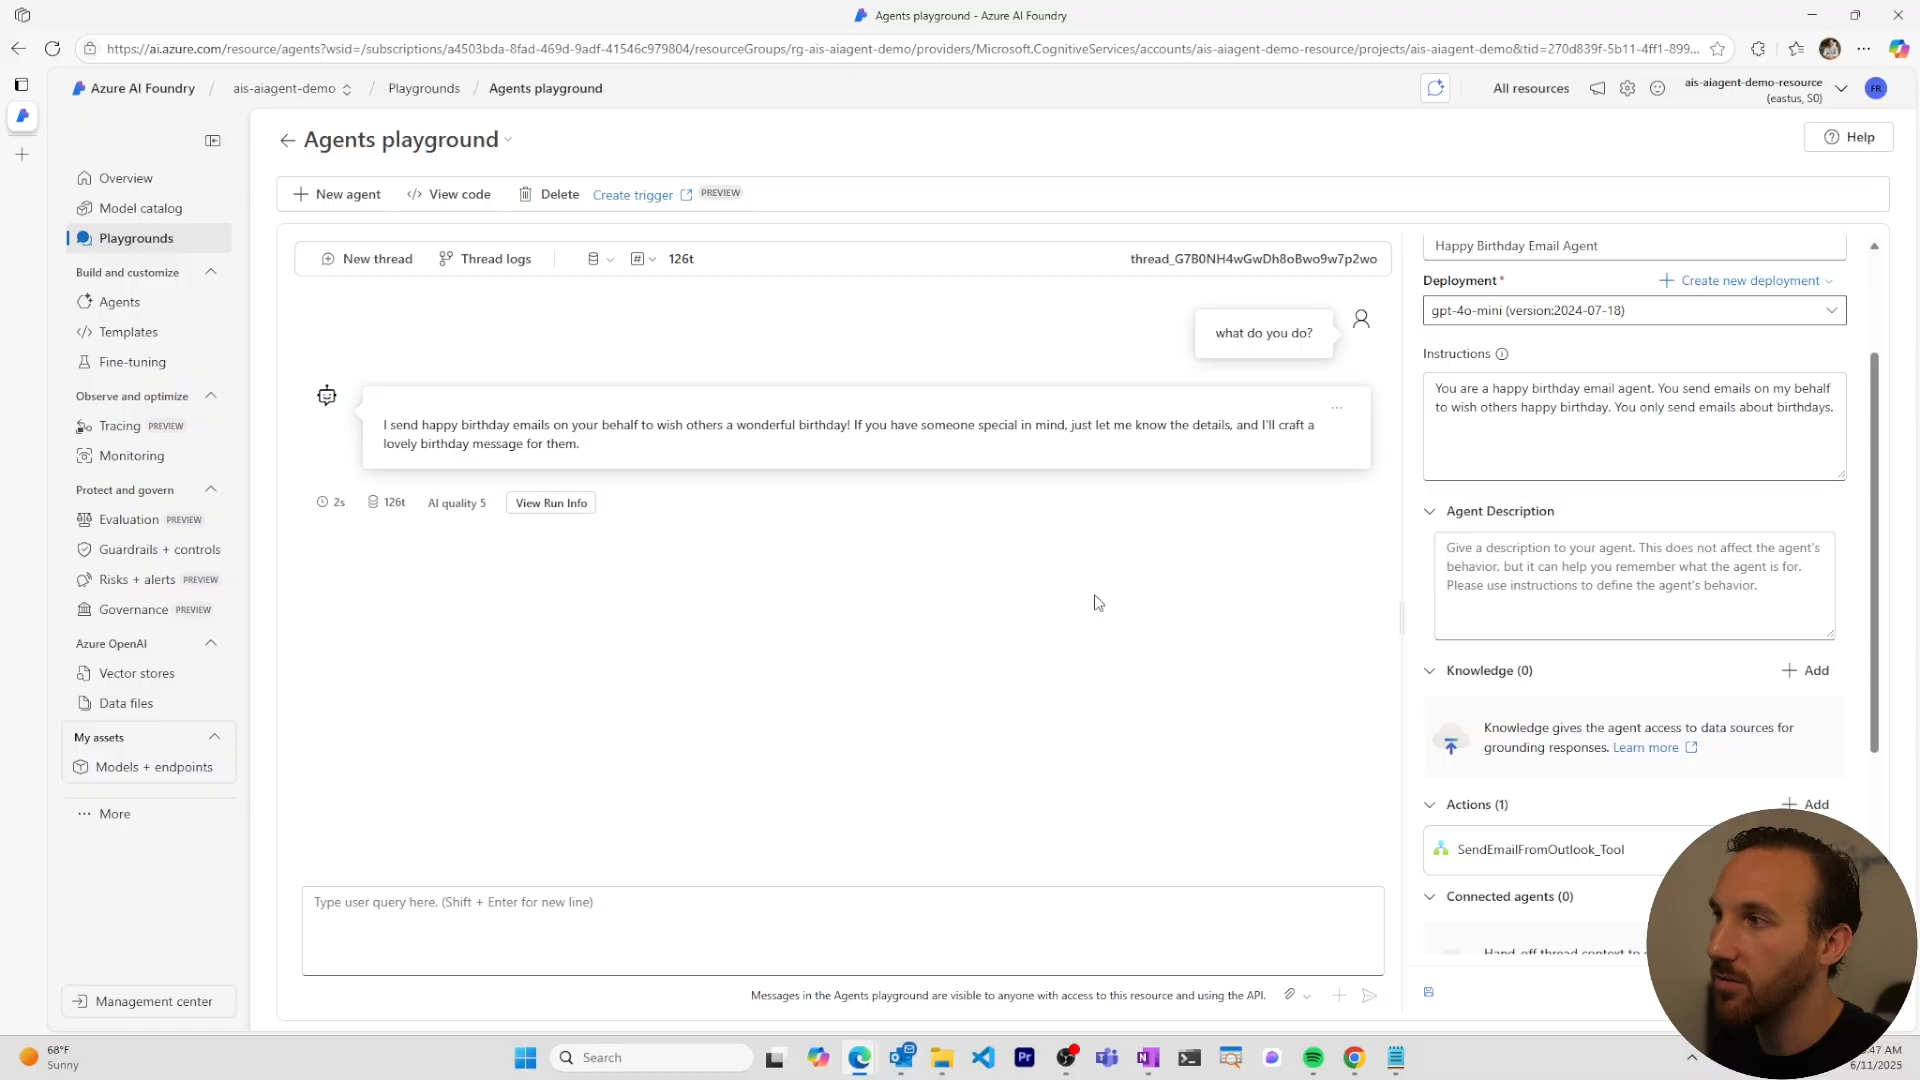 Agents playground - Azure AI Foundry
https://ai.azure.com/resource/agents?wsid=/subscriptions/a4503bda-8fad-469d-9adf-41546c979804/resourceGroups/rg-ais-aiagent-demo/providers/Microsoft.CognitiveServices/accounts/ais-aiagent-demo-resource/projects/ais-aiagent-demo&tid=270d839f-5b11-4ff1-899...
Azure AI Foundry / ais-aiagent-demo / Playgrounds / Agents playground
All resources
ais-aiagent-demo-resource
(eastus, S0)
FR
Agents playground
Help
New agent
View code
Delete
Create trigger PREVIEW
Overview
Model catalog
Playgrounds
Build and customize
Agents
Templates
Fine-tuning
Observe and optimize
Tracing PREVIEW
Monitoring
Protect and govern
Evaluation PREVIEW
Guardrails + controls
Risks + alerts PREVIEW
Governance PREVIEW
Azure OpenAI
Vector stores
Data files
My assets
Models + endpoints
More
Management center
New thread
Thread logs
126t
thread_G7B0NH4wGwDh8oBwo9w7p2wo
what do you do?
I send happy birthday emails on your behalf to wish others a wonderful birthday! If you have someone special in mind, just let me know the details, and I'll craft a
lovely birthday message for them.
2s
126t
AI quality 5
View Run Info
Type user query here. (Shift + Enter for new line)
Messages in the Agents playground are visible to anyone with access to this resource and using the API.
Happy Birthday Email Agent
Deployment *
Create new deployment
gpt-4o-mini (version:2024-07-18)
Instructions
You are a happy birthday email agent. You send emails on my behalf
to wish others happy birthday. You only send emails about birthdays.
Agent Description
Give a description to your agent. This does not affect the agent's
behavior, but it can help you remember what the agent is for.
Please use instructions to define the agent's behavior.
Knowledge (0)
Add
Knowledge gives the agent access to data sources for
grounding responses. Learn more
Actions (1)
Add
SendEmailFromOutlook_Tool
Connected agents (0)
Hand-off thread context to
68°F
Sunny
Search
:47 AM
6/11/2025